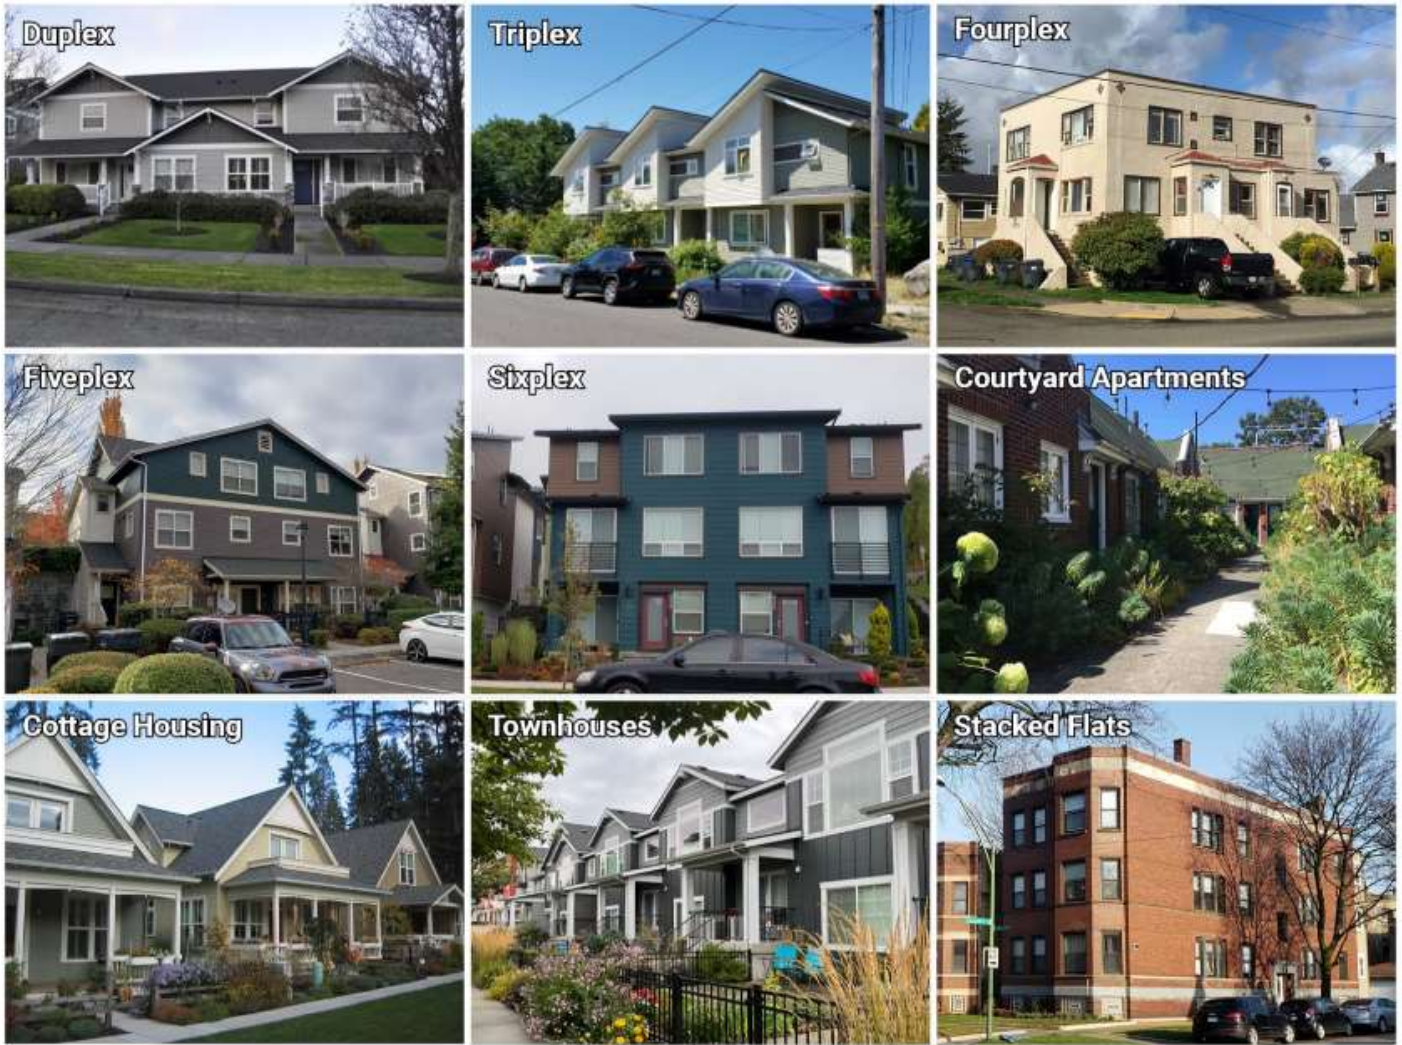 Duplex
Triplex
Fourplex
Fiveplex
Sixplex
Courtyard Apartments
Cottage Housing
Townhouses
Stacked Flats